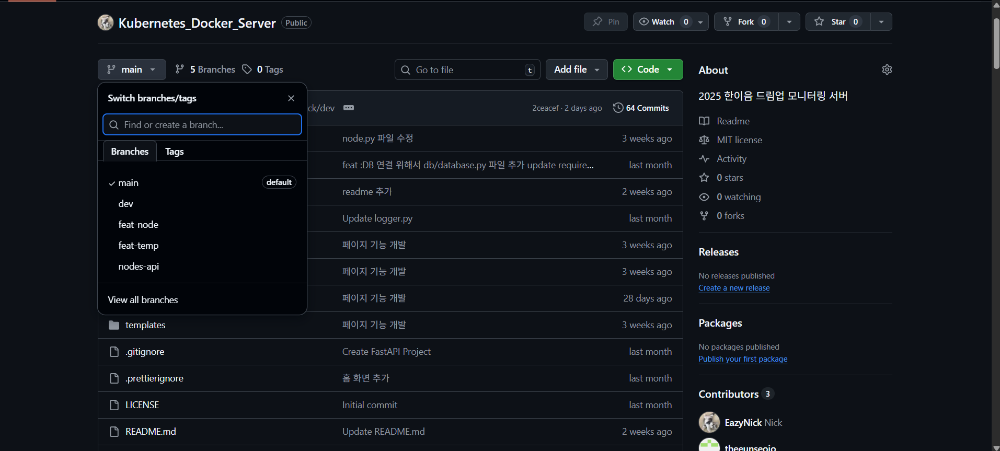 Kubernetes_Docker_Server Public
Pin
Watch 0
Fork 0
Star 0
main
5 Branches
0 Tags
Go to file t
Add file
Code
Switch branches/tags
Find or create a branch...
Branches Tags
main default
dev
feat-node
feat-temp
nodes-api
View all branches
ck/dev
2ceacef · 2 days ago
64 Commits
node.py 파일 수정 3 weeks ago
feat :DB 연결 위해서 db/database.py 파일 추가 update require... last month
readme 추가 2 weeks ago
Update logger.py last month
페이지 기능 개발 3 weeks ago
페이지 기능 개발 3 weeks ago
페이지 기능 개발 28 days ago
templates 페이지 기능 개발 3 weeks ago
.gitignore Create FastAPI Project last month
.prettierignore 홈 화면 추가 last month
LICENSE Initial commit last month
README.md Update README.md 2 weeks ago
About
2025 한이음 드림업 모니터링 서버
Readme
MIT license
Activity
0 stars
0 watching
0 forks
Releases
No releases published
Create a new release
Packages
No packages published
Publish your first package
Contributors 3
EazyNick Nick
theeunseojo